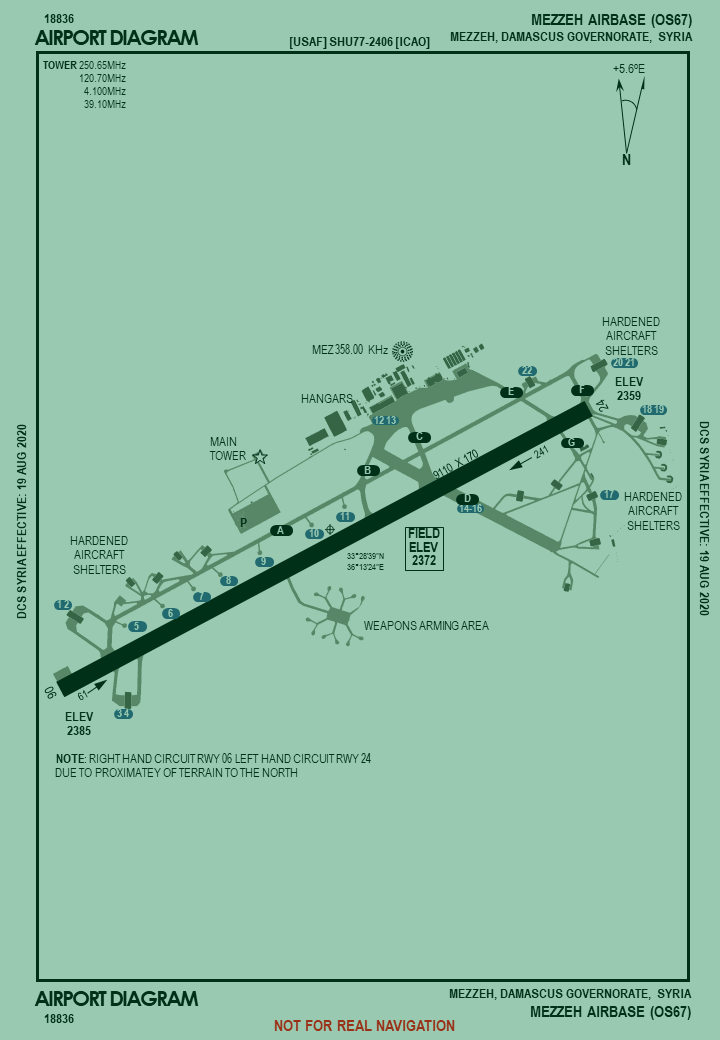 18836
AIRPORT DIAGRAM
[USAF] SHU77-2406 [ICAO]
MEZZEH AIRBASE (OS67)
MEZZEH, DAMASCUS GOVERNORATE, SYRIA
TOWER 250.65MHz
120.70MHz
4.100MHz
39.10MHz
+5.6ºE
N
HARDENED
AIRCRAFT
SHELTERS
20 21
ELEV
2359
MEZ 358.00 KHz
22
E
F
24
18 19
HANGARS
12 13
C
G
MAIN
TOWER
B
9110 X 170
241
HARDENED
AIRCRAFT
SHELTERS
17
D
14-16
P
A
11
10
FIELD
ELEV
2372
33°28'39"N
36°13'24"E
HARDENED
AIRCRAFT
SHELTERS
9
8
7
6
5
1 2
WEAPONS ARMING AREA
06
61
3 4
ELEV
2385
NOTE: RIGHT HAND CIRCUIT RWY 06 LEFT HAND CIRCUIT RWY 24
DUE TO PROXIMATEY OF TERRAIN TO THE NORTH
DCS SYRIA EFFECTIVE: 19 AUG 2020
DCS SYRIA EFFECTIVE: 19 AUG 2020
AIRPORT DIAGRAM
18836
NOT FOR REAL NAVIGATION
MEZZEH, DAMASCUS GOVERNORATE, SYRIA
MEZZEH AIRBASE (OS67)